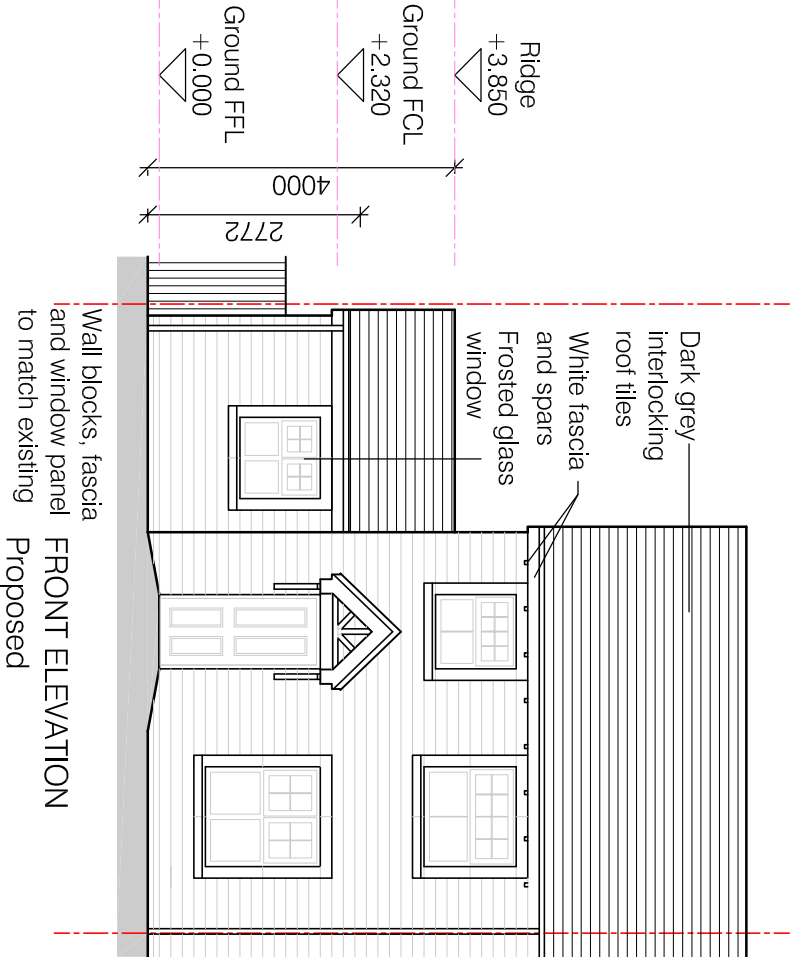 Ridge
+3.850
Ground FCL
+2.320
Ground FFL
+0.000
4000
2772
Dark grey
interlocking
roof tiles
White fascia
and spars
Frosted glass
window
Wall blocks, fascia
and window panel
to match existing
FRONT ELEVATION
Proposed